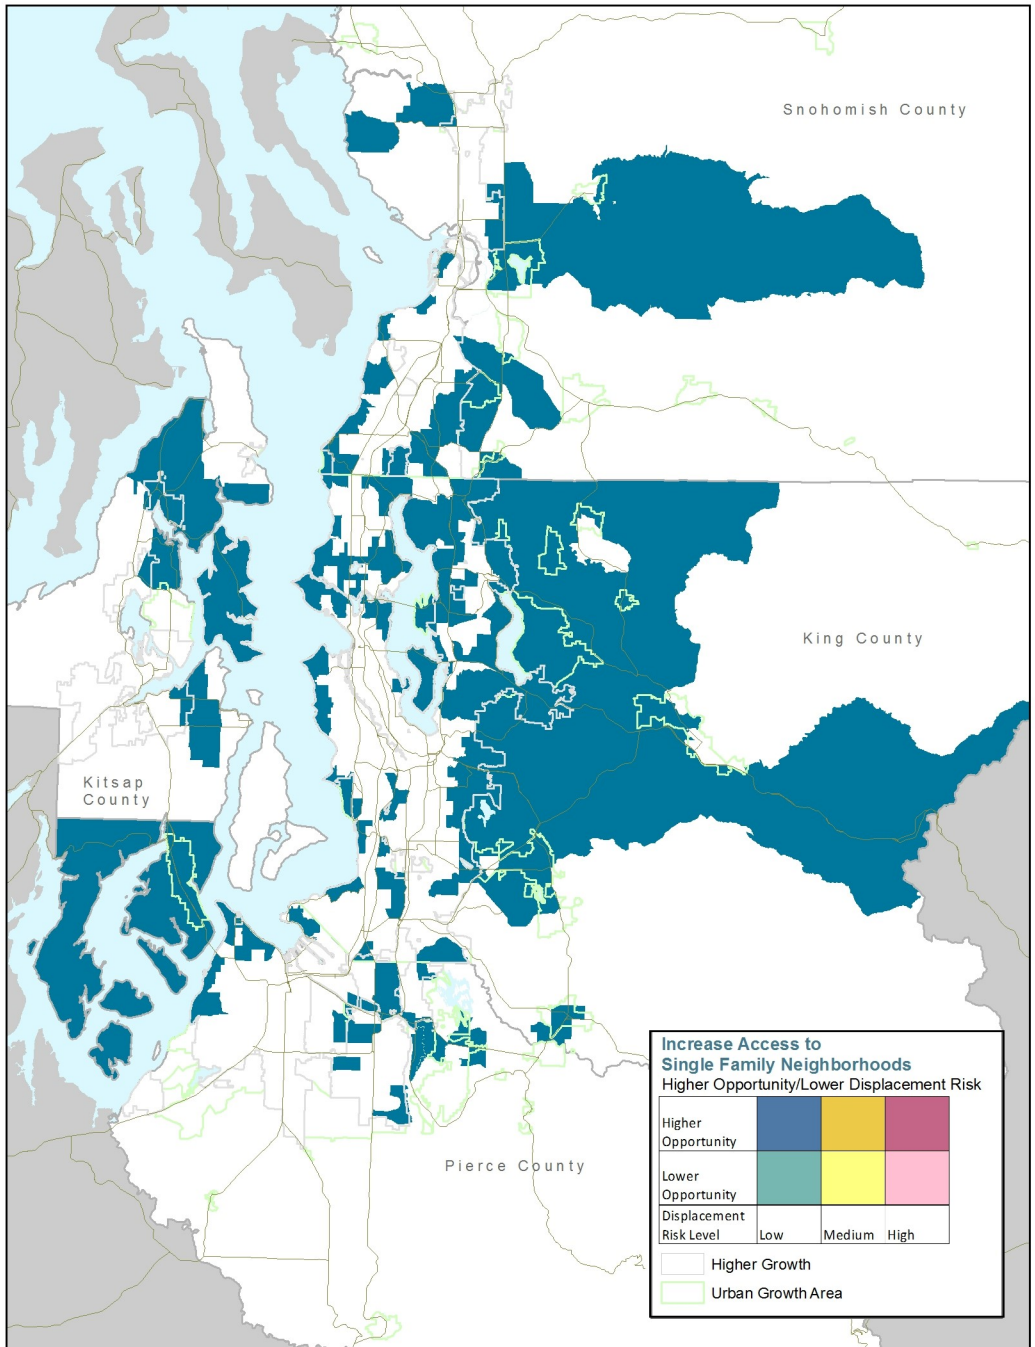 Snohomish County
King County
Kitsap
County
Pierce County
Increase Access to
Single Family Neighborhoods
Higher Opportunity/Lower Displacement Risk
Higher
Opportunity
Lower
Opportunity
Displacement
Risk Level Low Medium High
Higher Growth
Urban Growth Area